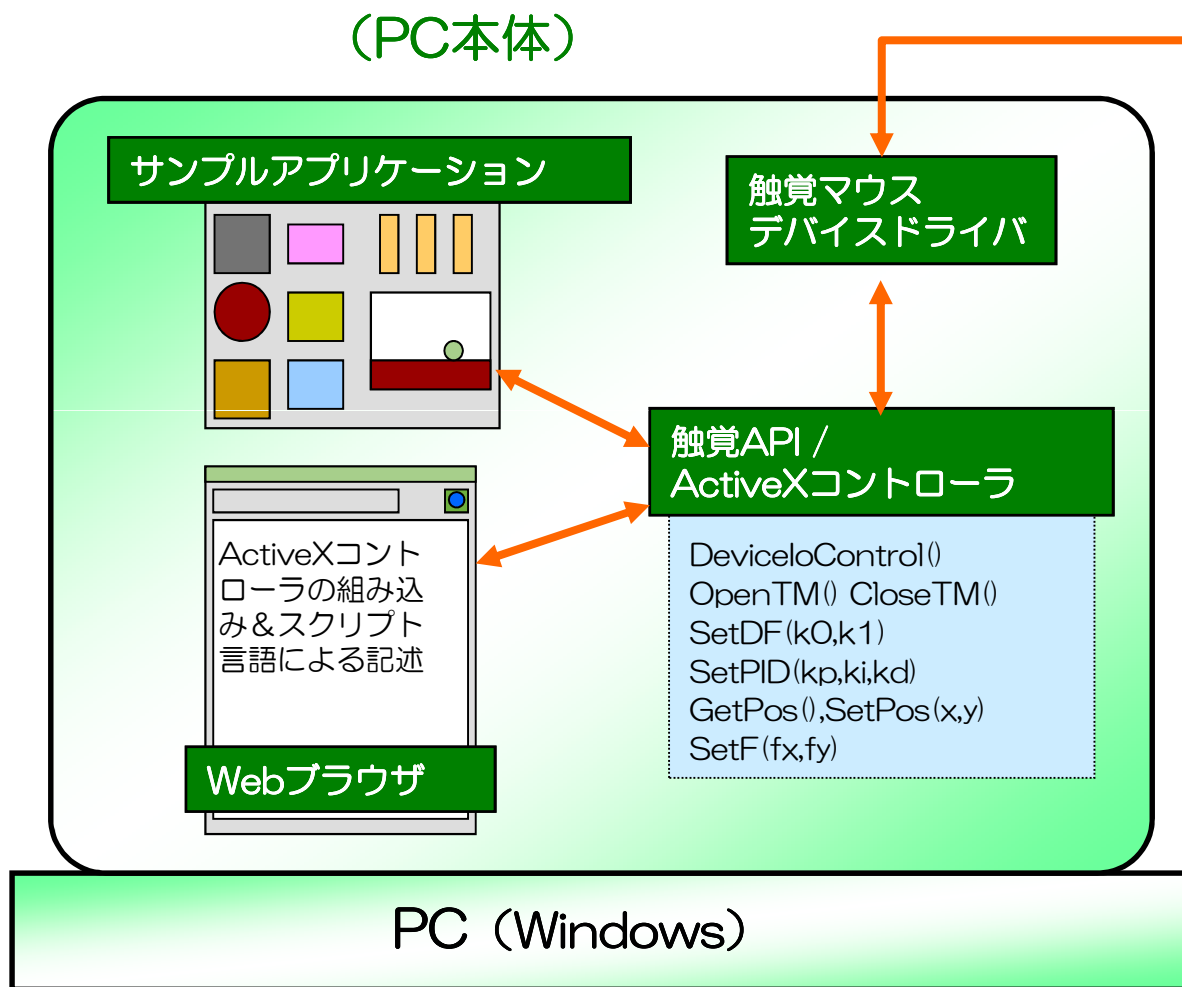 （PC本体）
サンプルアプリケーション
触覚マウス
デバイスドライバ
触覚API /
ActiveXコントローラ
DeviceIoControl()
OpenTM() CloseTM()
SetDF(k0,k1)
SetPID(kp,ki,kd)
GetPos(),SetPos(x,y)
SetF(fx,fy)
ActiveXコント
ローラの組み込
み＆スクリプト
言語による記述
Webブラウザ
PC（Windows）